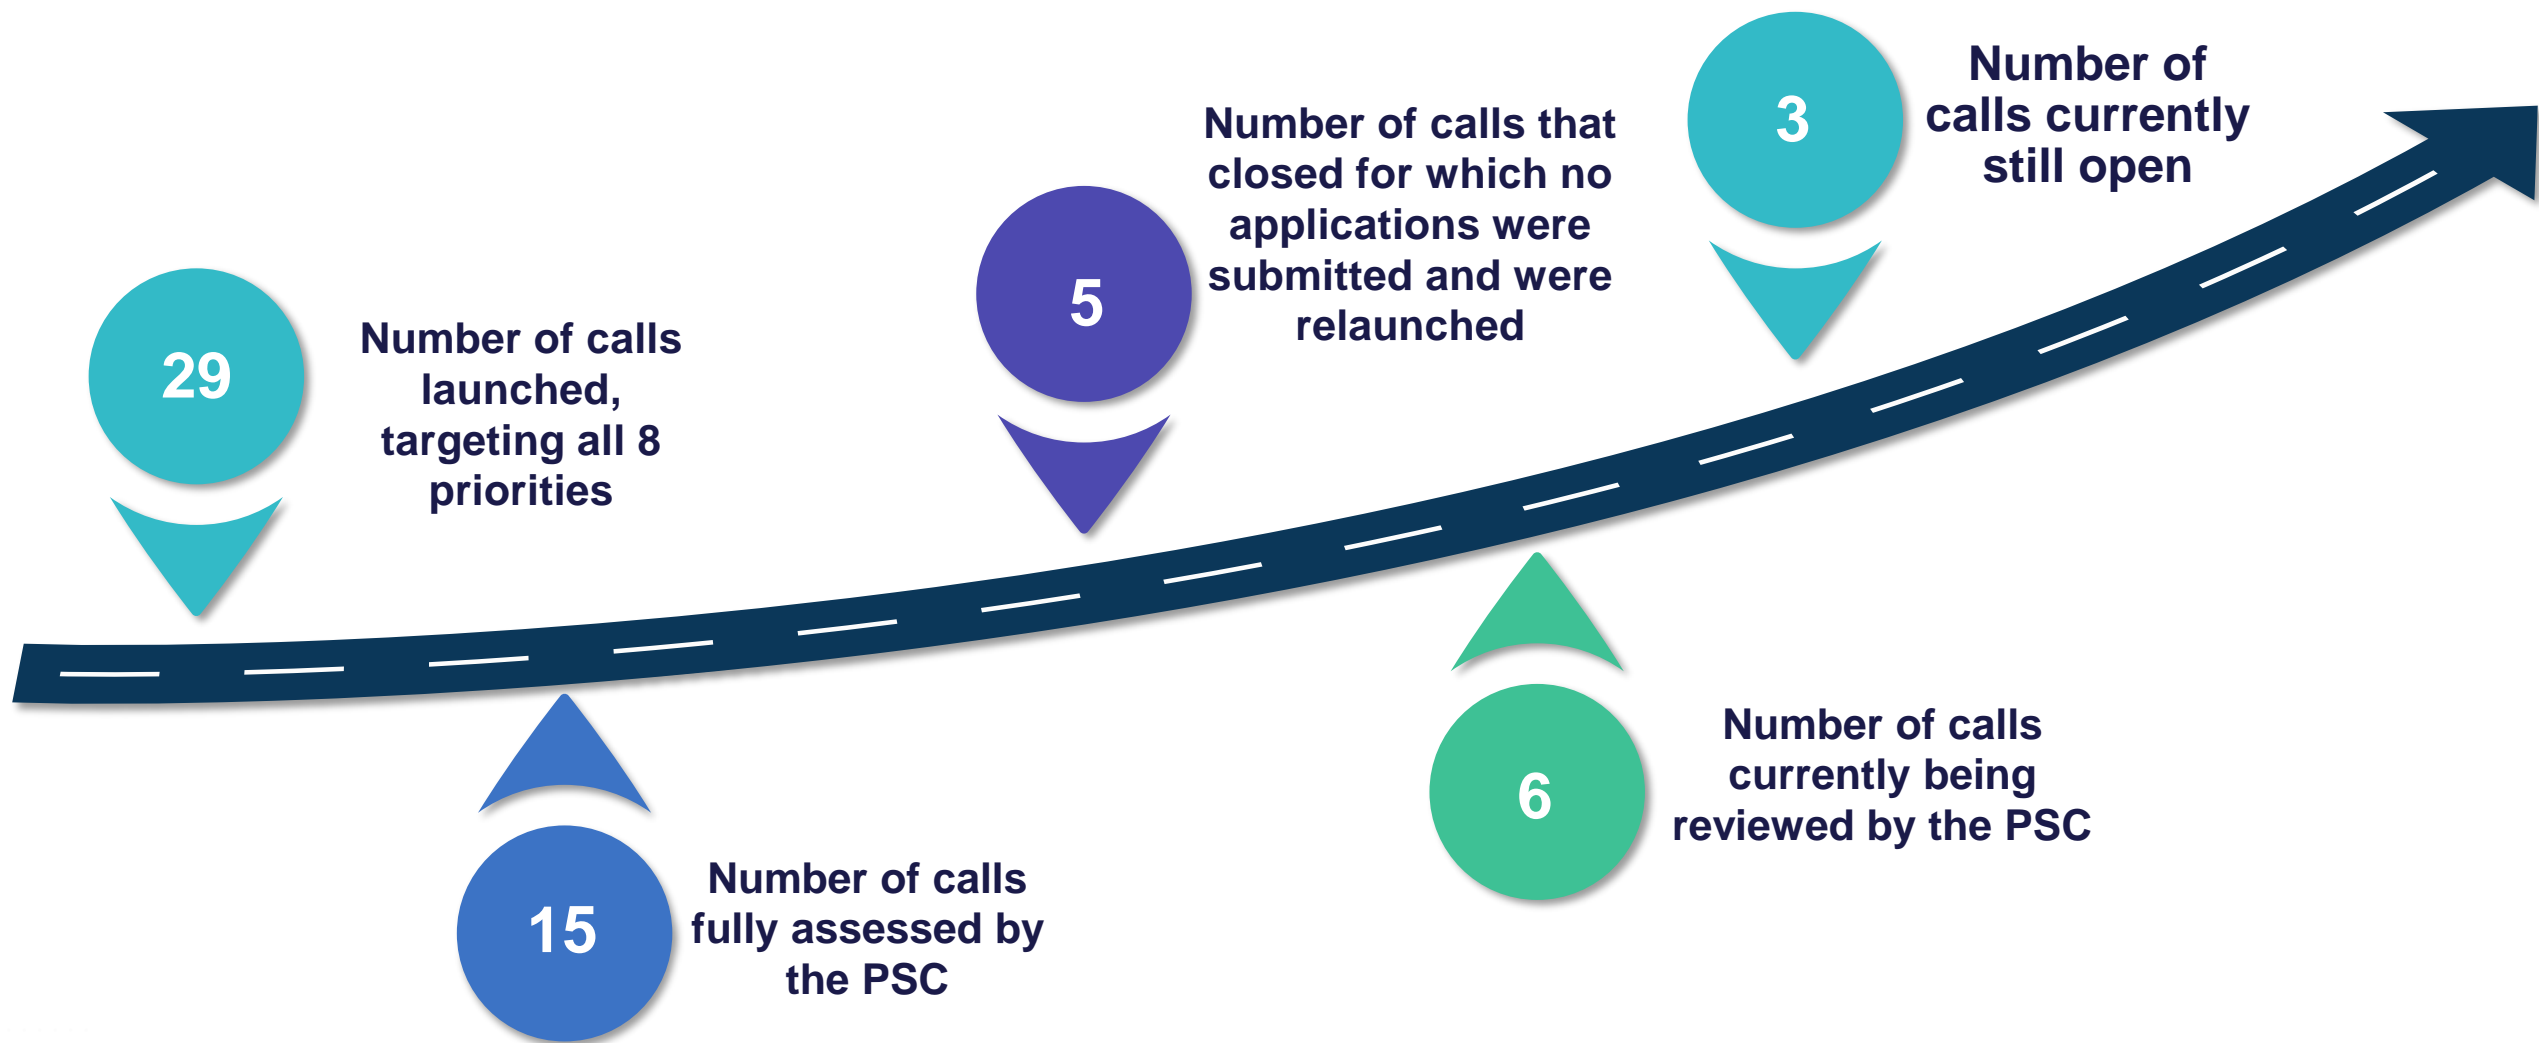 29
Number of calls
launched,
targeting all 8
priorities
15
Number of calls
fully assessed by
the PSC
5
Number of calls that
closed for which no
applications were
submitted and were
relaunched
6
Number of calls
currently being
reviewed by the PSC
3
Number of
calls currently
still open